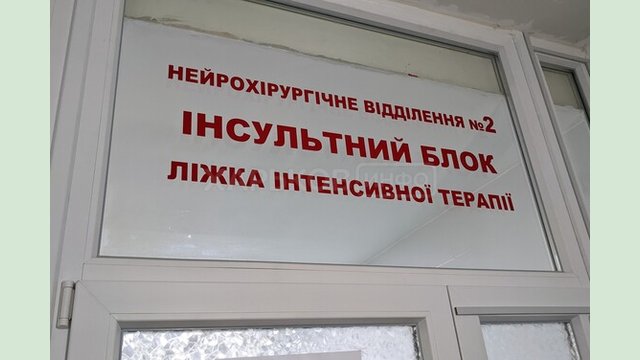 НЕЙРОХІРУРГІЧНЕ ВІДДІЛЕННЯ №2
ІНСУЛЬТНИЙ БЛОК
ЛІЖКА ІНТЕНСИВНОЇ ТЕРАПІЇ